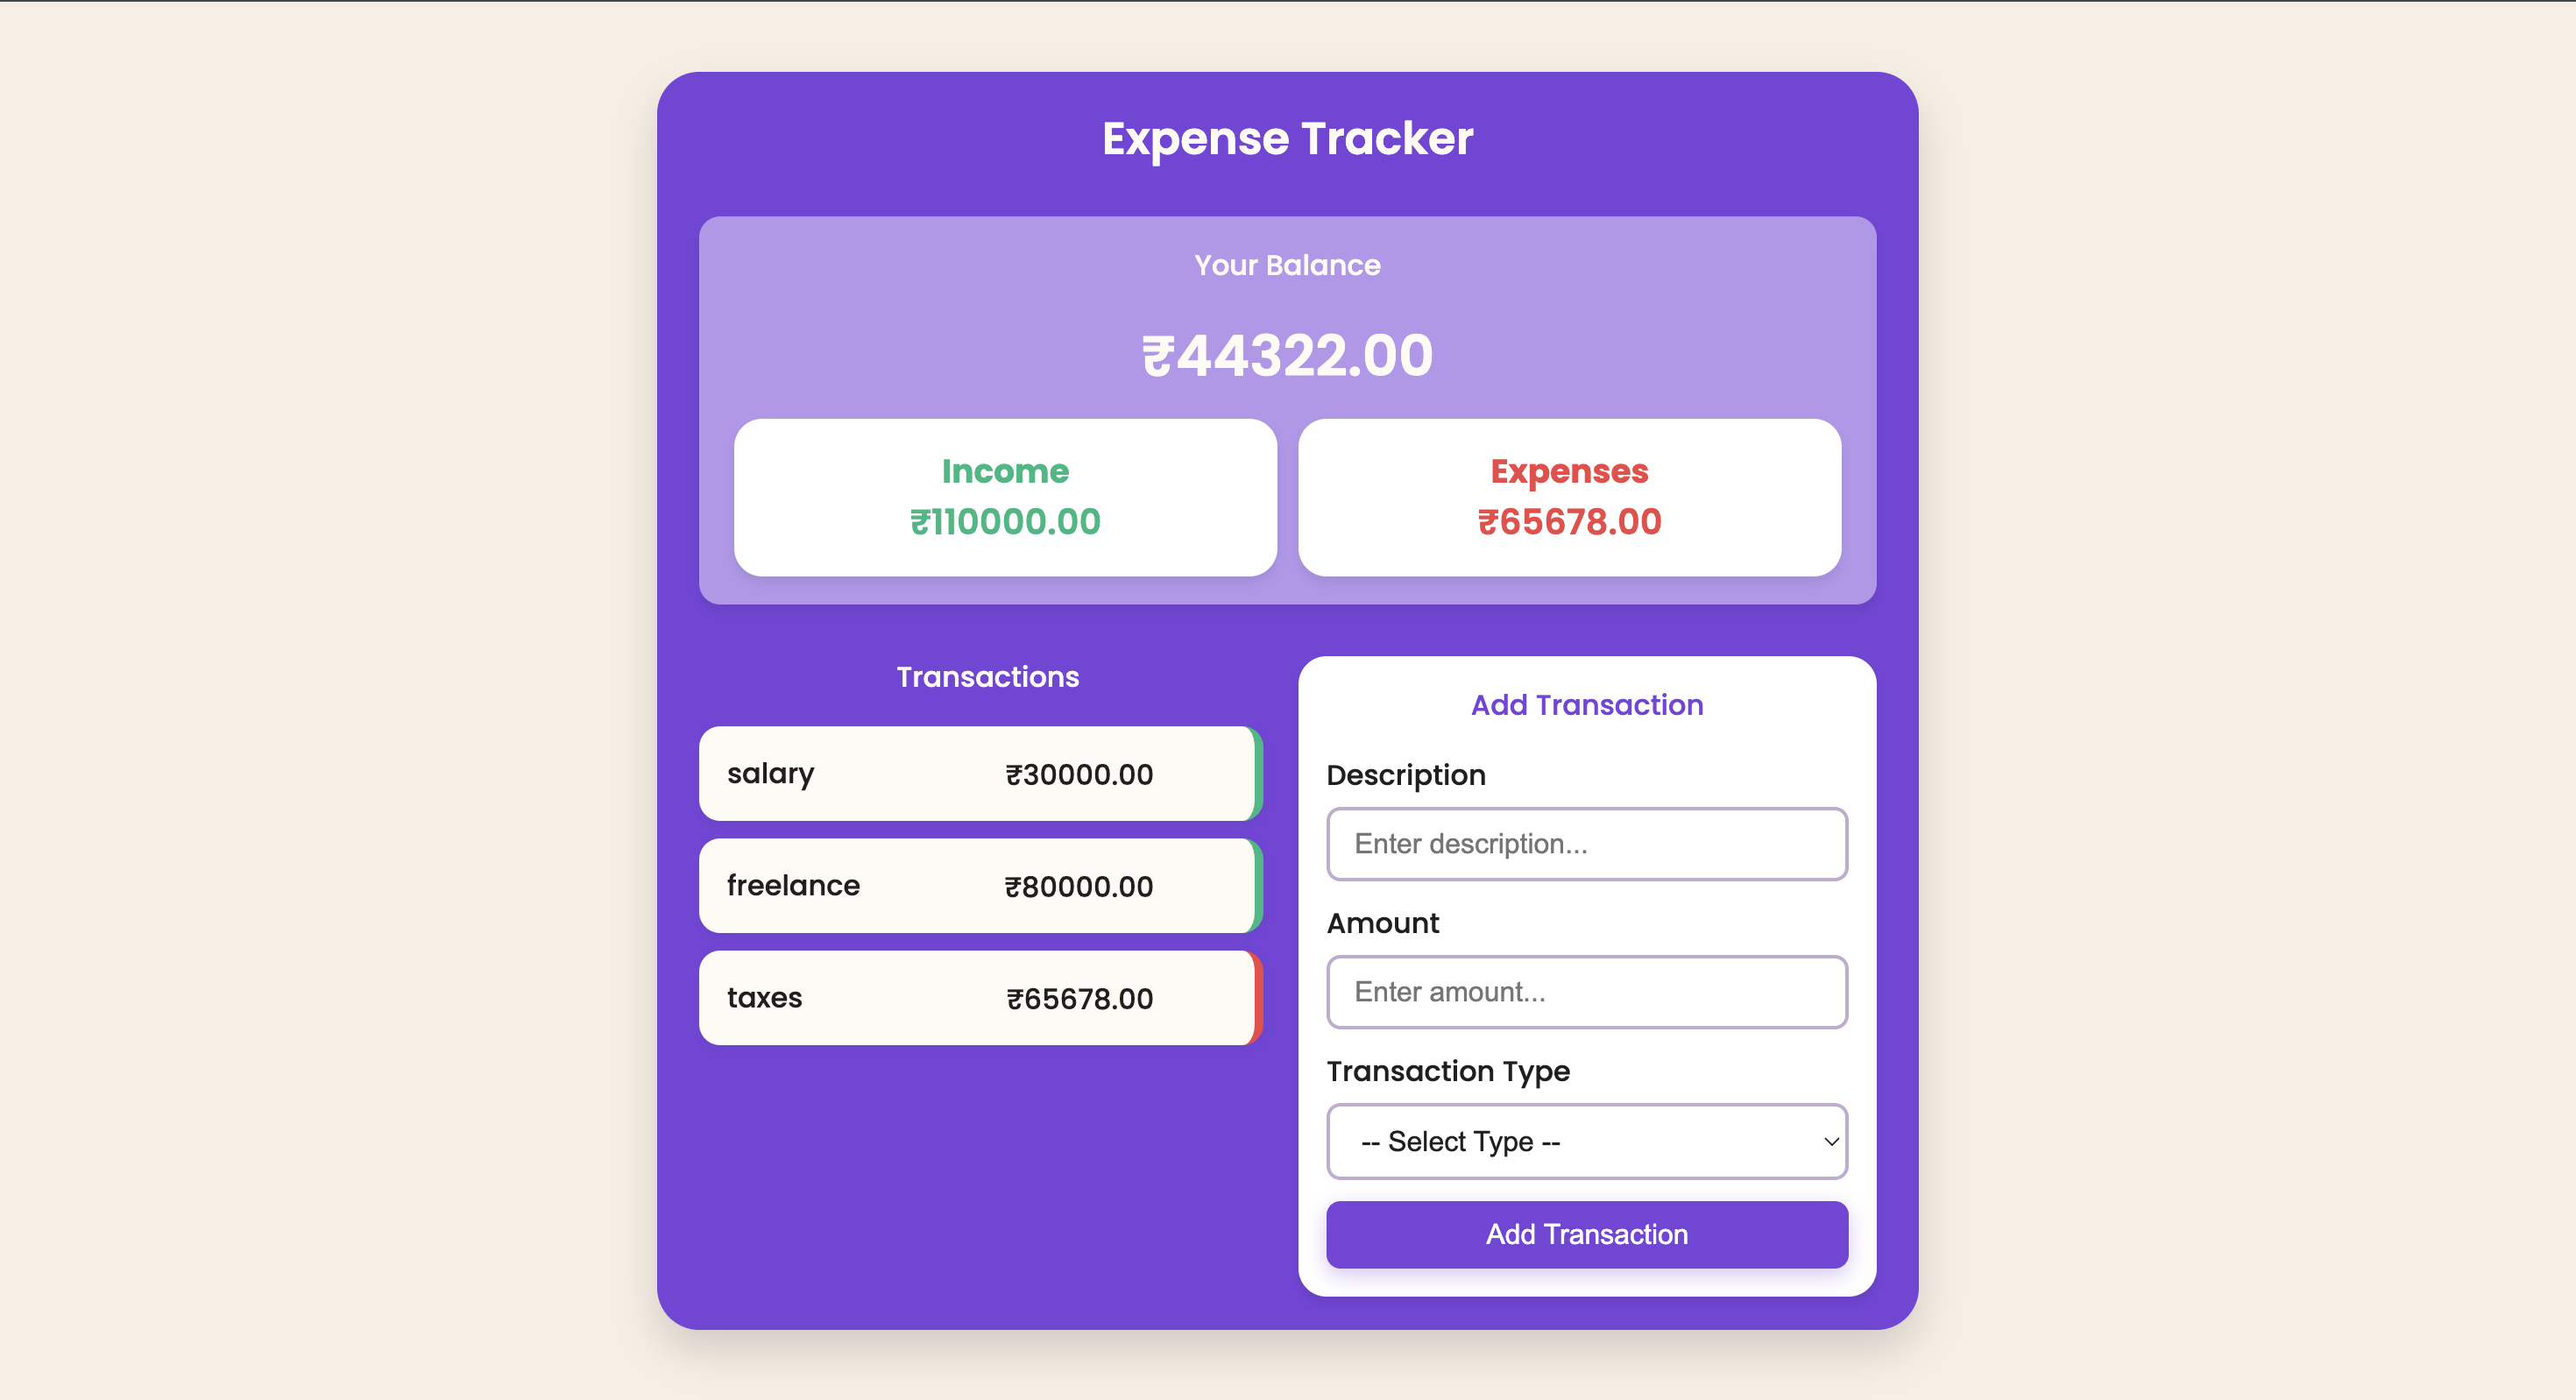 Expense Tracker
Your Balance
₹44322.00
Income
₹110000.00
Expenses
₹65678.00
Transactions
salary ₹30000.00
freelance ₹80000.00
taxes ₹65678.00
Add Transaction
Description
Enter description...
Amount
Enter amount...
Transaction Type
-- Select Type --
Add Transaction